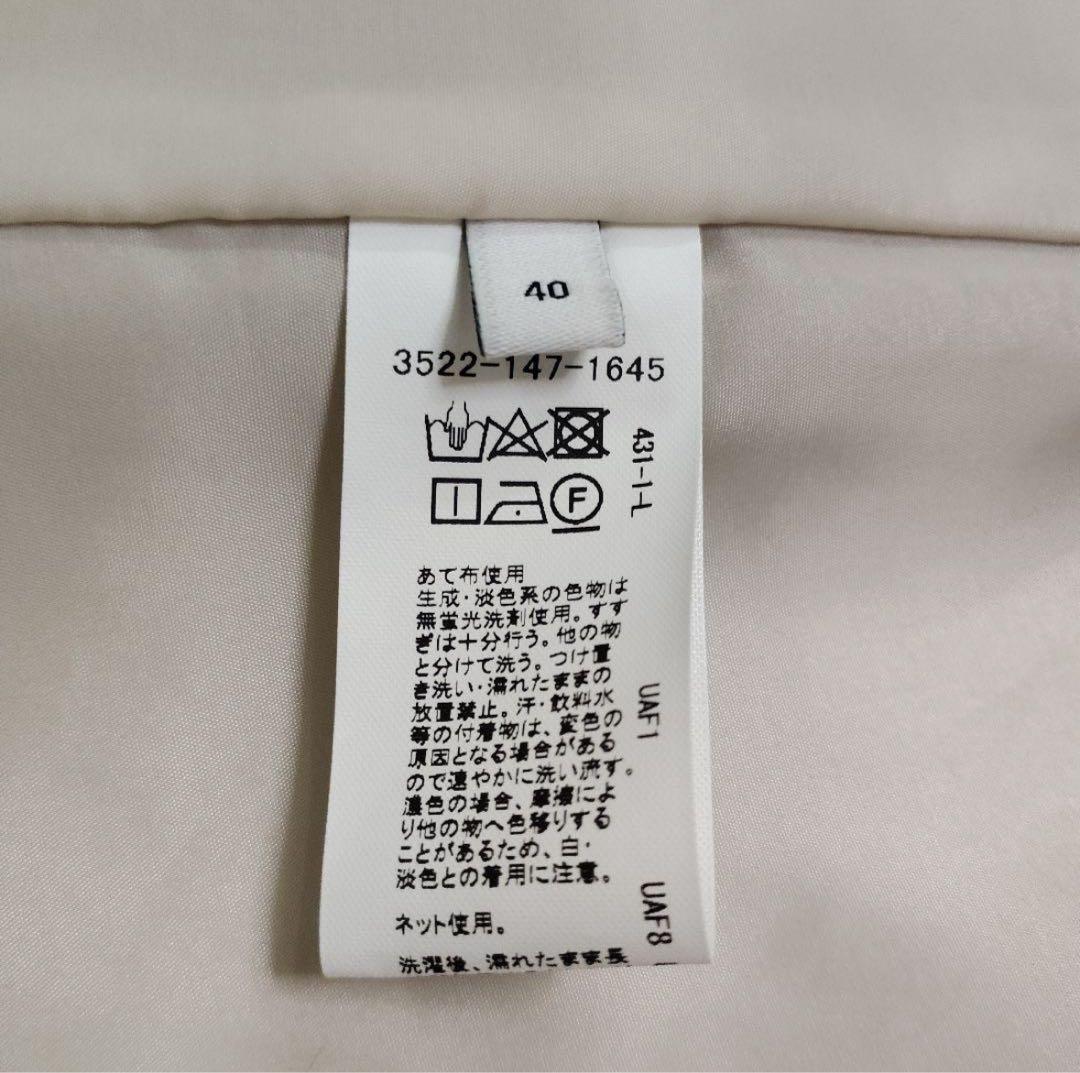 40
3522-147-1645
431-1-L
F
あて布使用
生成・淡色系の色物は
無蛍光洗剤使用。すす
ぎは十分行う。他の物
と分けて洗う。つけ置
き洗い・濡れたままの
放置禁止。汗・飲料水
等の付着物は、変色の
原因となる場合がある
ので速やかに洗い流す。
濃色の場合、摩擦によ
り他の物へ色移りする
ことがあるため、白・
淡色との着用に注意。
UAF1
ネット使用。
UAF8
洗濯後、濡れたまま長